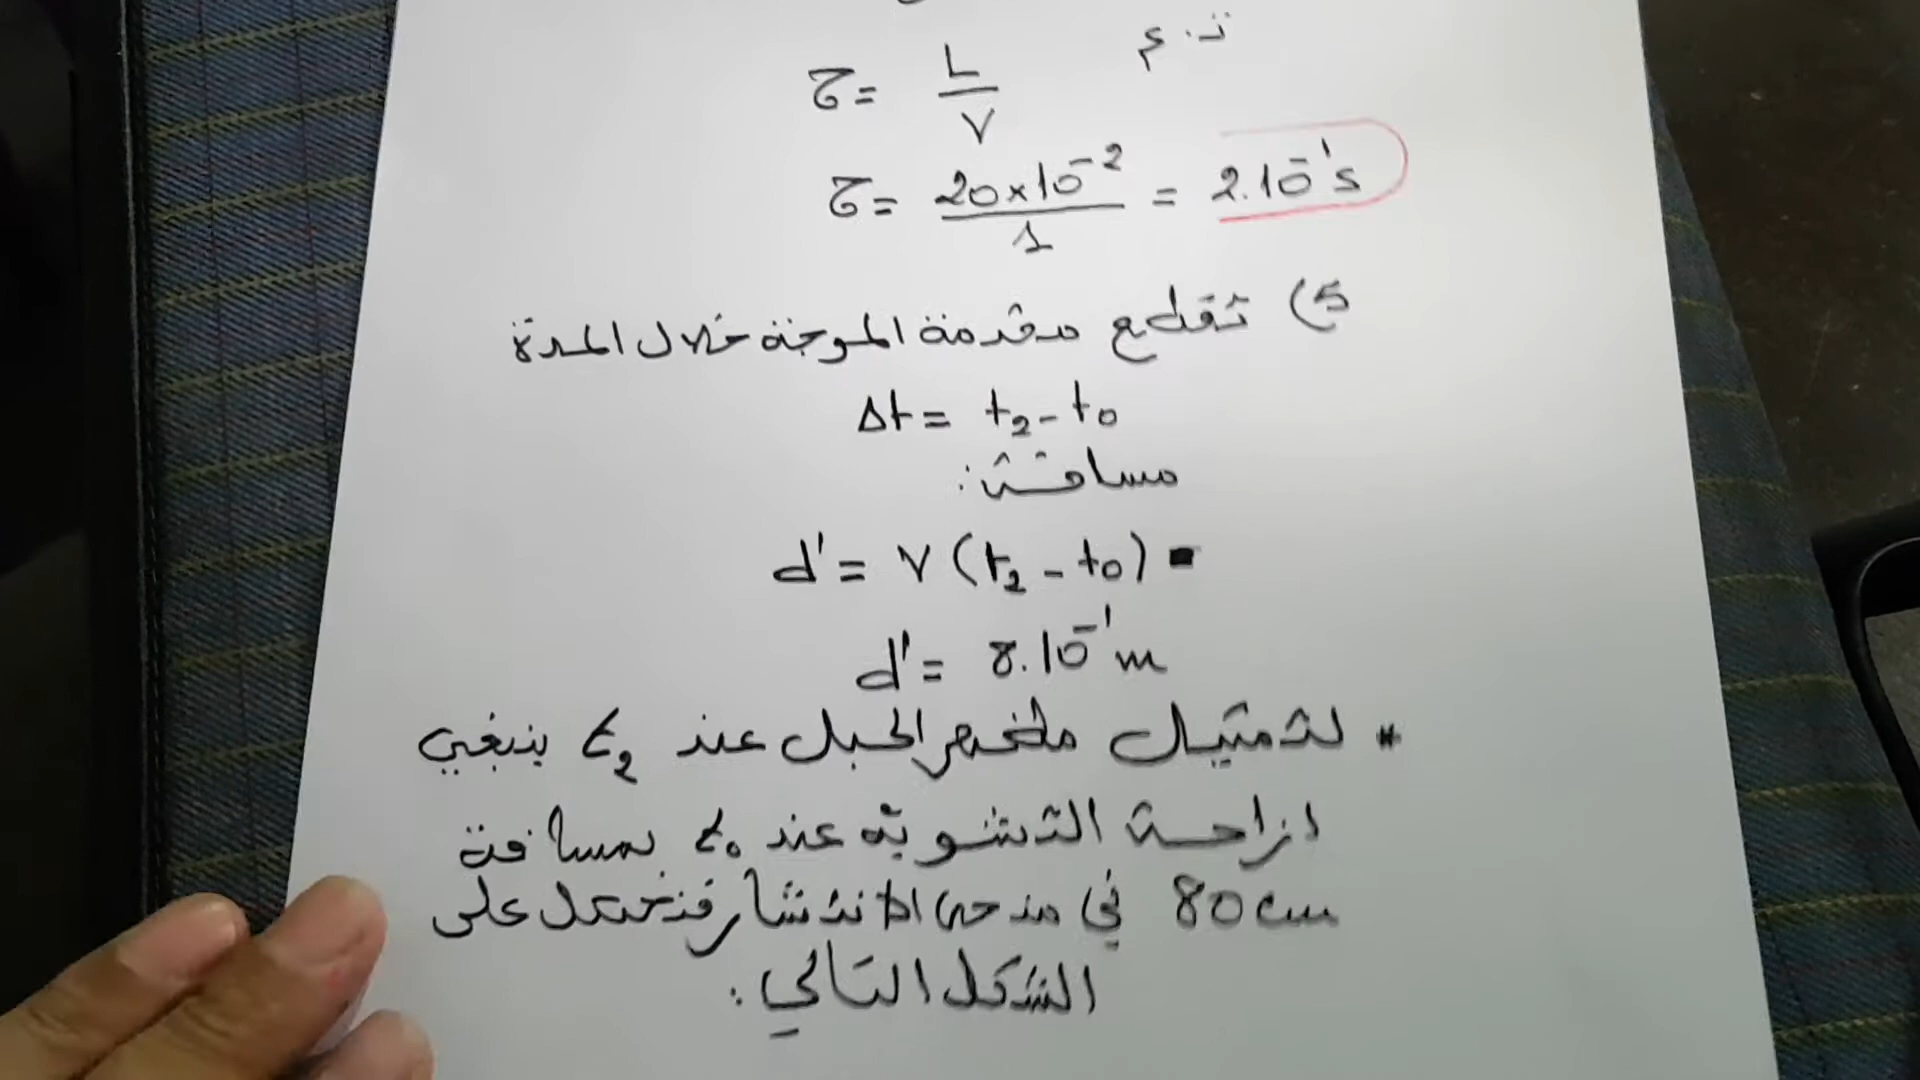 ت.ع
τ = L/V
τ = 20×10⁻²/1 = 2.10⁻¹s
5) تقطع مقدمة الموجة خلال المدة
Δt = t₂ - t₀
مسافة:
d' = V (t₂ - t₀)
d' = 8.10⁻¹m
* لتمثيل مظهر الحبل عند t₂ ينبغي
ازاحة التشويه عند t₀ بمسافة
80cm في منحى الانتشار فنحصل على
الشكل التالي: